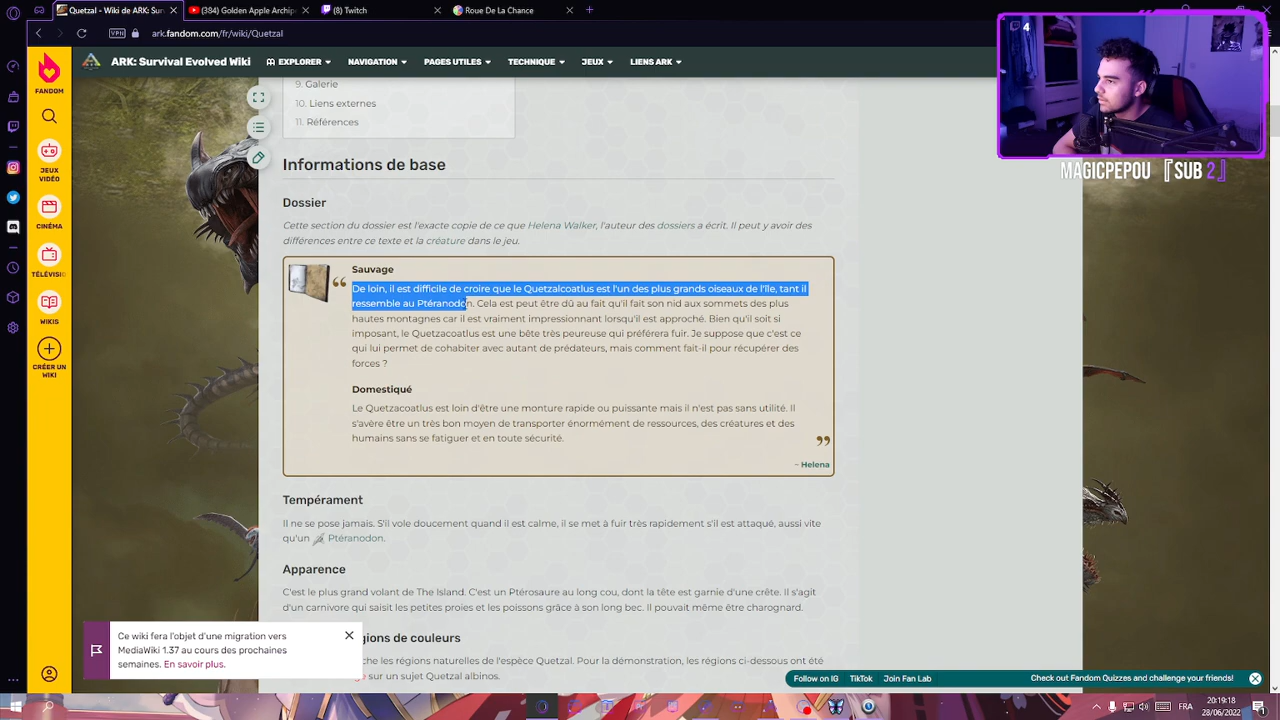 Quetzal - Wiki de Ark Archip
(384) Golden Apple Archip
Twitch
Roue De La Chance
VPN
ark.fandom.com/fr/wiki/Quetzal
4
FANDOM
JEUX VIDÉO
CINÉMA
WIKIS
CRÉER UN WIKI
ARK: Survival Evolved Wiki
EXPLORER
NAVIGATION
PAGES UTILES
TECHNIQUE
JEUX
LIENS ARK
MAGICPEPOU 『SUB 2』
9. Galerie
10. Liens externes
11. Références
Informations de base
Dossier
Cette section du dossier est l'exacte copie de ce que Helena Walker, l'auteur des dossiers a écrit. Il peut y avoir des
différences entre ce texte et la créature dans le jeu.
Sauvage
“ De loin, il est difficile de croire que le Quetzalcoatlus est l'un des plus grands oiseaux de l'île, tant il
ressemble au Ptéranodon. Cela est peut être dû au fait qu'il fait son nid aux sommets des plus
hautes montagnes car il est vraiment impressionnant lorsqu'il est approché. Bien qu'il soit si
imposant, le Quetzacoatlus est une bête très peureuse qui préférera fuir. Je suppose que c'est ce
qui lui permet de cohabiter avec autant de prédateurs, mais comment fait-il pour récupérer des
forces ?
Domestiqué
Le Quetzacoatlus est loin d'être une monture rapide ou puissante mais il n'est pas sans utilité. Il
s'avère être un très bon moyen de transporter énormément de ressources, des créatures et des
humains sans se fatiguer et en toute sécurité. ”
~ Helena
Tempérament
Il ne se pose jamais. S'il vole doucement quand il est calme, il se met à fuir très rapidement s'il est attaqué, aussi vite
qu'un Ptéranodon.
Apparence
C'est le plus grand volant de The Island. C'est un Ptérosaure au long cou, dont la tête est garnie d'une crête. Il s'agit
d'un carnivore qui saisit les petites proies et les poissons grâce à son long bec. Il pouvait même être charognard.
de couleurs
les régions naturelles de l'espèce Quetzal. Pour la démonstration, les régions ci-dessous ont été
sur un sujet Quetzal albinos.
Ce wiki fera l'objet d'une migration vers
MediaWiki 1.37 au cours des prochaines
semaines. En savoir plus.
Follow on IG
TikTok
Join Fan Lab
Check out Fandom Quizzes and challenge your friends!
20:19:18
28/06/2022